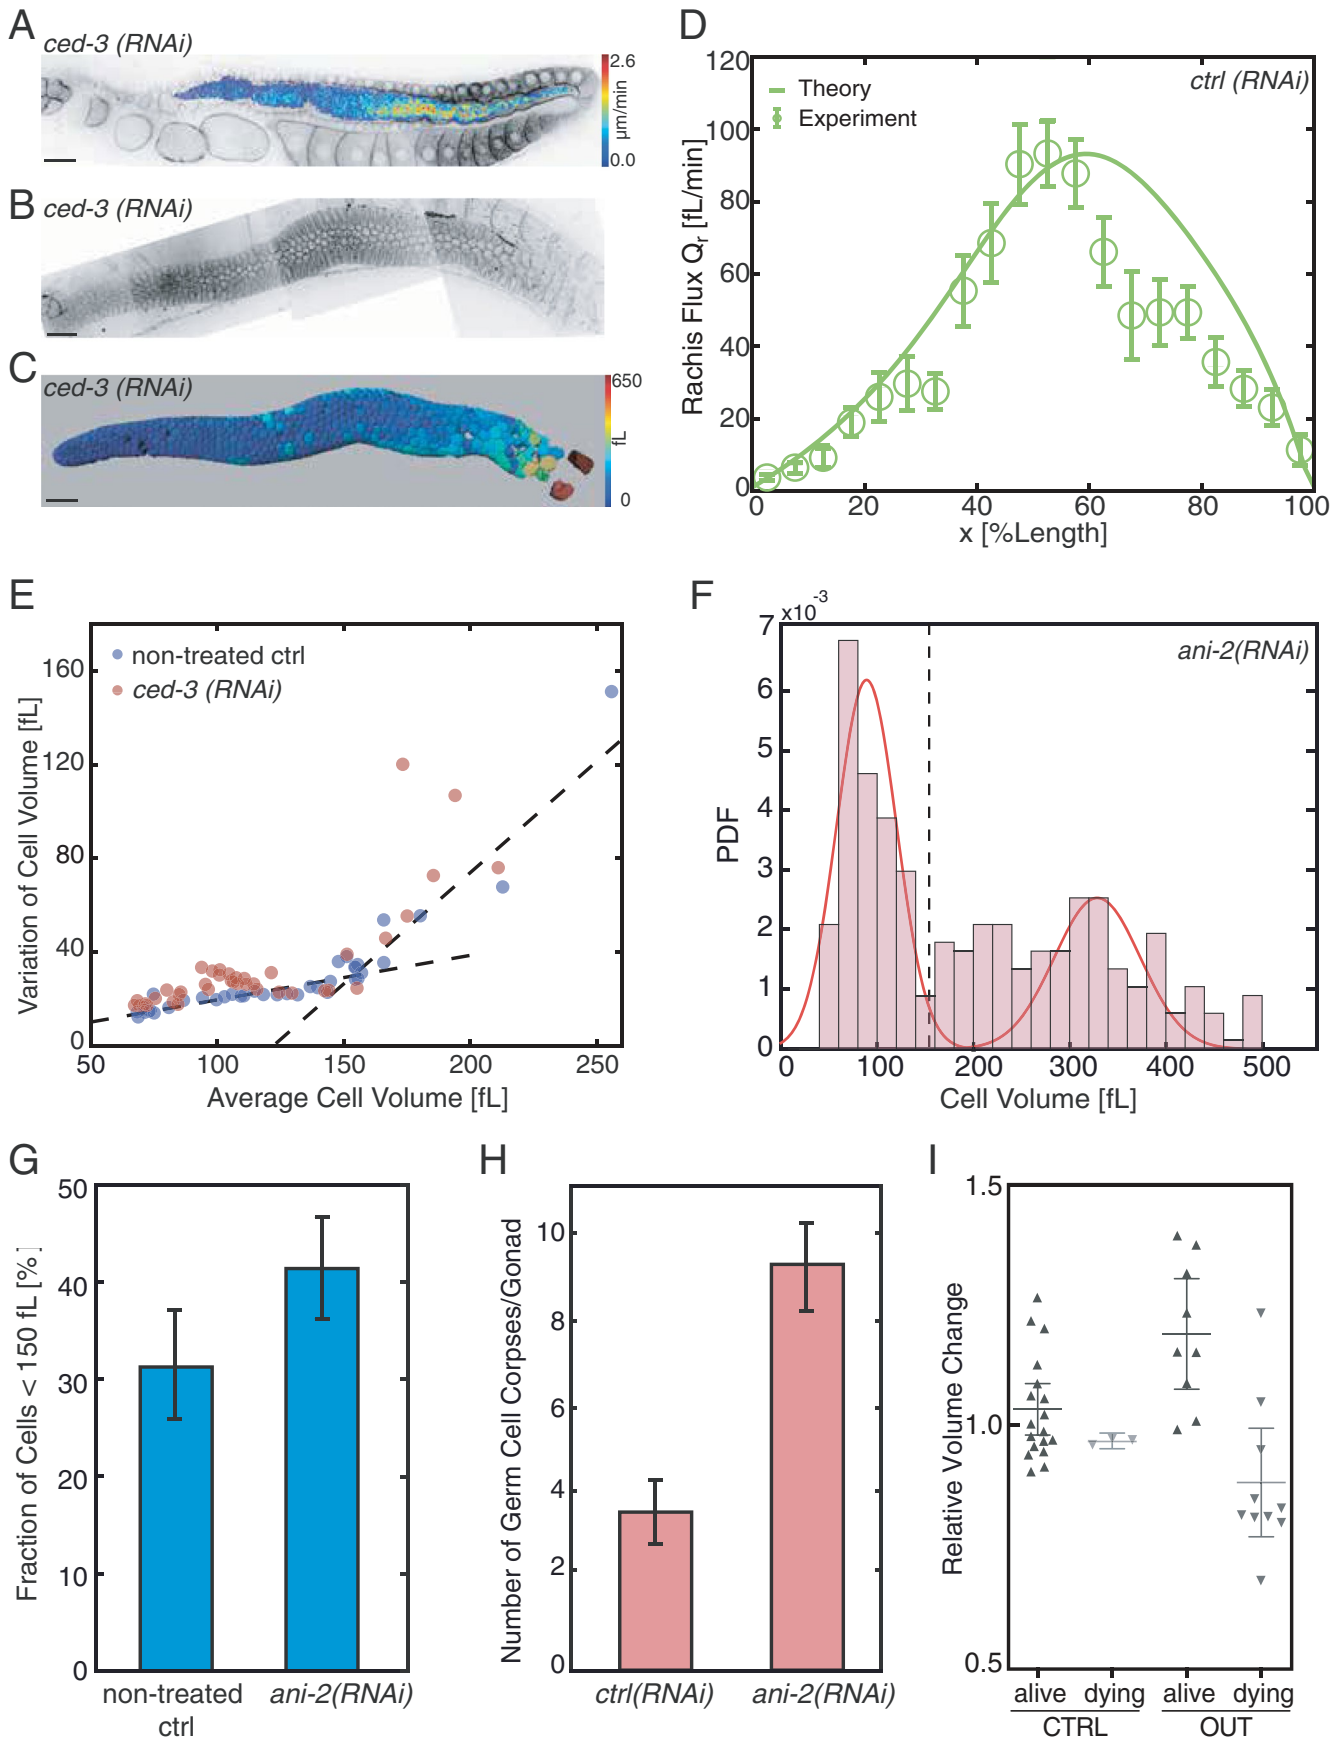 A
ced-3 (RNAi)
2.6
µm/min
0.0
B
ced-3 (RNAi)
C
ced-3 (RNAi)
650
fL
0
D
ctrl (RNAi)
Theory
Experiment
120
100
80
60
40
20
0
Rachis Flux Qr [fL/min]
0 20 40 60 80 100
x [%Length]
E
non-treated ctrl
ced-3 (RNAi)
160
120
80
40
0
Variation of Cell Volume [fL]
50 100 150 200 250
Average Cell Volume [fL]
F
x10-3
ani-2(RNAi)
7
6
5
4
3
2
1
0
PDF
0 100 200 300 400 500
Cell Volume [fL]
G
50
40
30
20
10
0
Fraction of Cells < 150 fL [%]
non-treated ani-2(RNAi)
ctrl
H
10
8
6
4
2
0
Number of Germ Cell Corpses/Gonad
ctrl(RNAi) ani-2(RNAi)
I
1.5
1.0
0.5
Relative Volume Change
alive dying alive dying
CTRL OUT